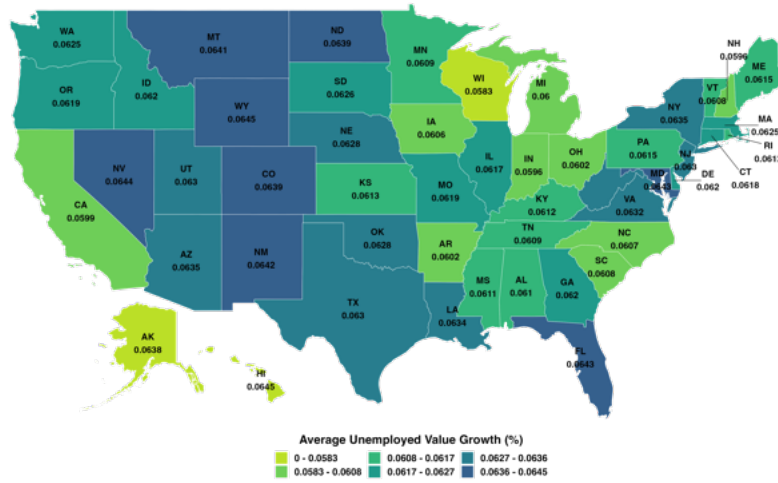 WA
0.0625
MT
0.0641
ND
0.0639
MN
0.0609
NH
0.0596
ME
0.0615
OR
0.0619
ID
0.062
SD
0.0626
WI
0.0583
MI
0.06
VT
0.0608
NY
0.0635
MA
0.0625
WY
0.0645
IA
0.0606
NE
0.0628
PA
0.0615
RI
CT
0.0618
NJ
0.063
DE
0.062
MD
0.0643
NV
0.0644
UT
0.063
CO
0.0639
IL
0.0617
IN
0.0596
OH
0.0602
CA
0.0599
KS
0.0613
MO
0.0619
KY
0.0612
VA
0.0632
AZ
0.0635
NM
0.0642
OK
0.0628
AR
0.0602
TN
0.0609
NC
0.0607
SC
0.0608
TX
0.063
LA
0.0634
MS
0.0611
AL
0.061
GA
0.062
AK
0.0638
HI
0.0645
FL
0.0643
Average Unemployed Value Growth (%)
0 - 0.0583
0.0608 - 0.0617
0.0627 - 0.0636
0.0583 - 0.0608
0.0617 - 0.0627
0.0636 - 0.0645